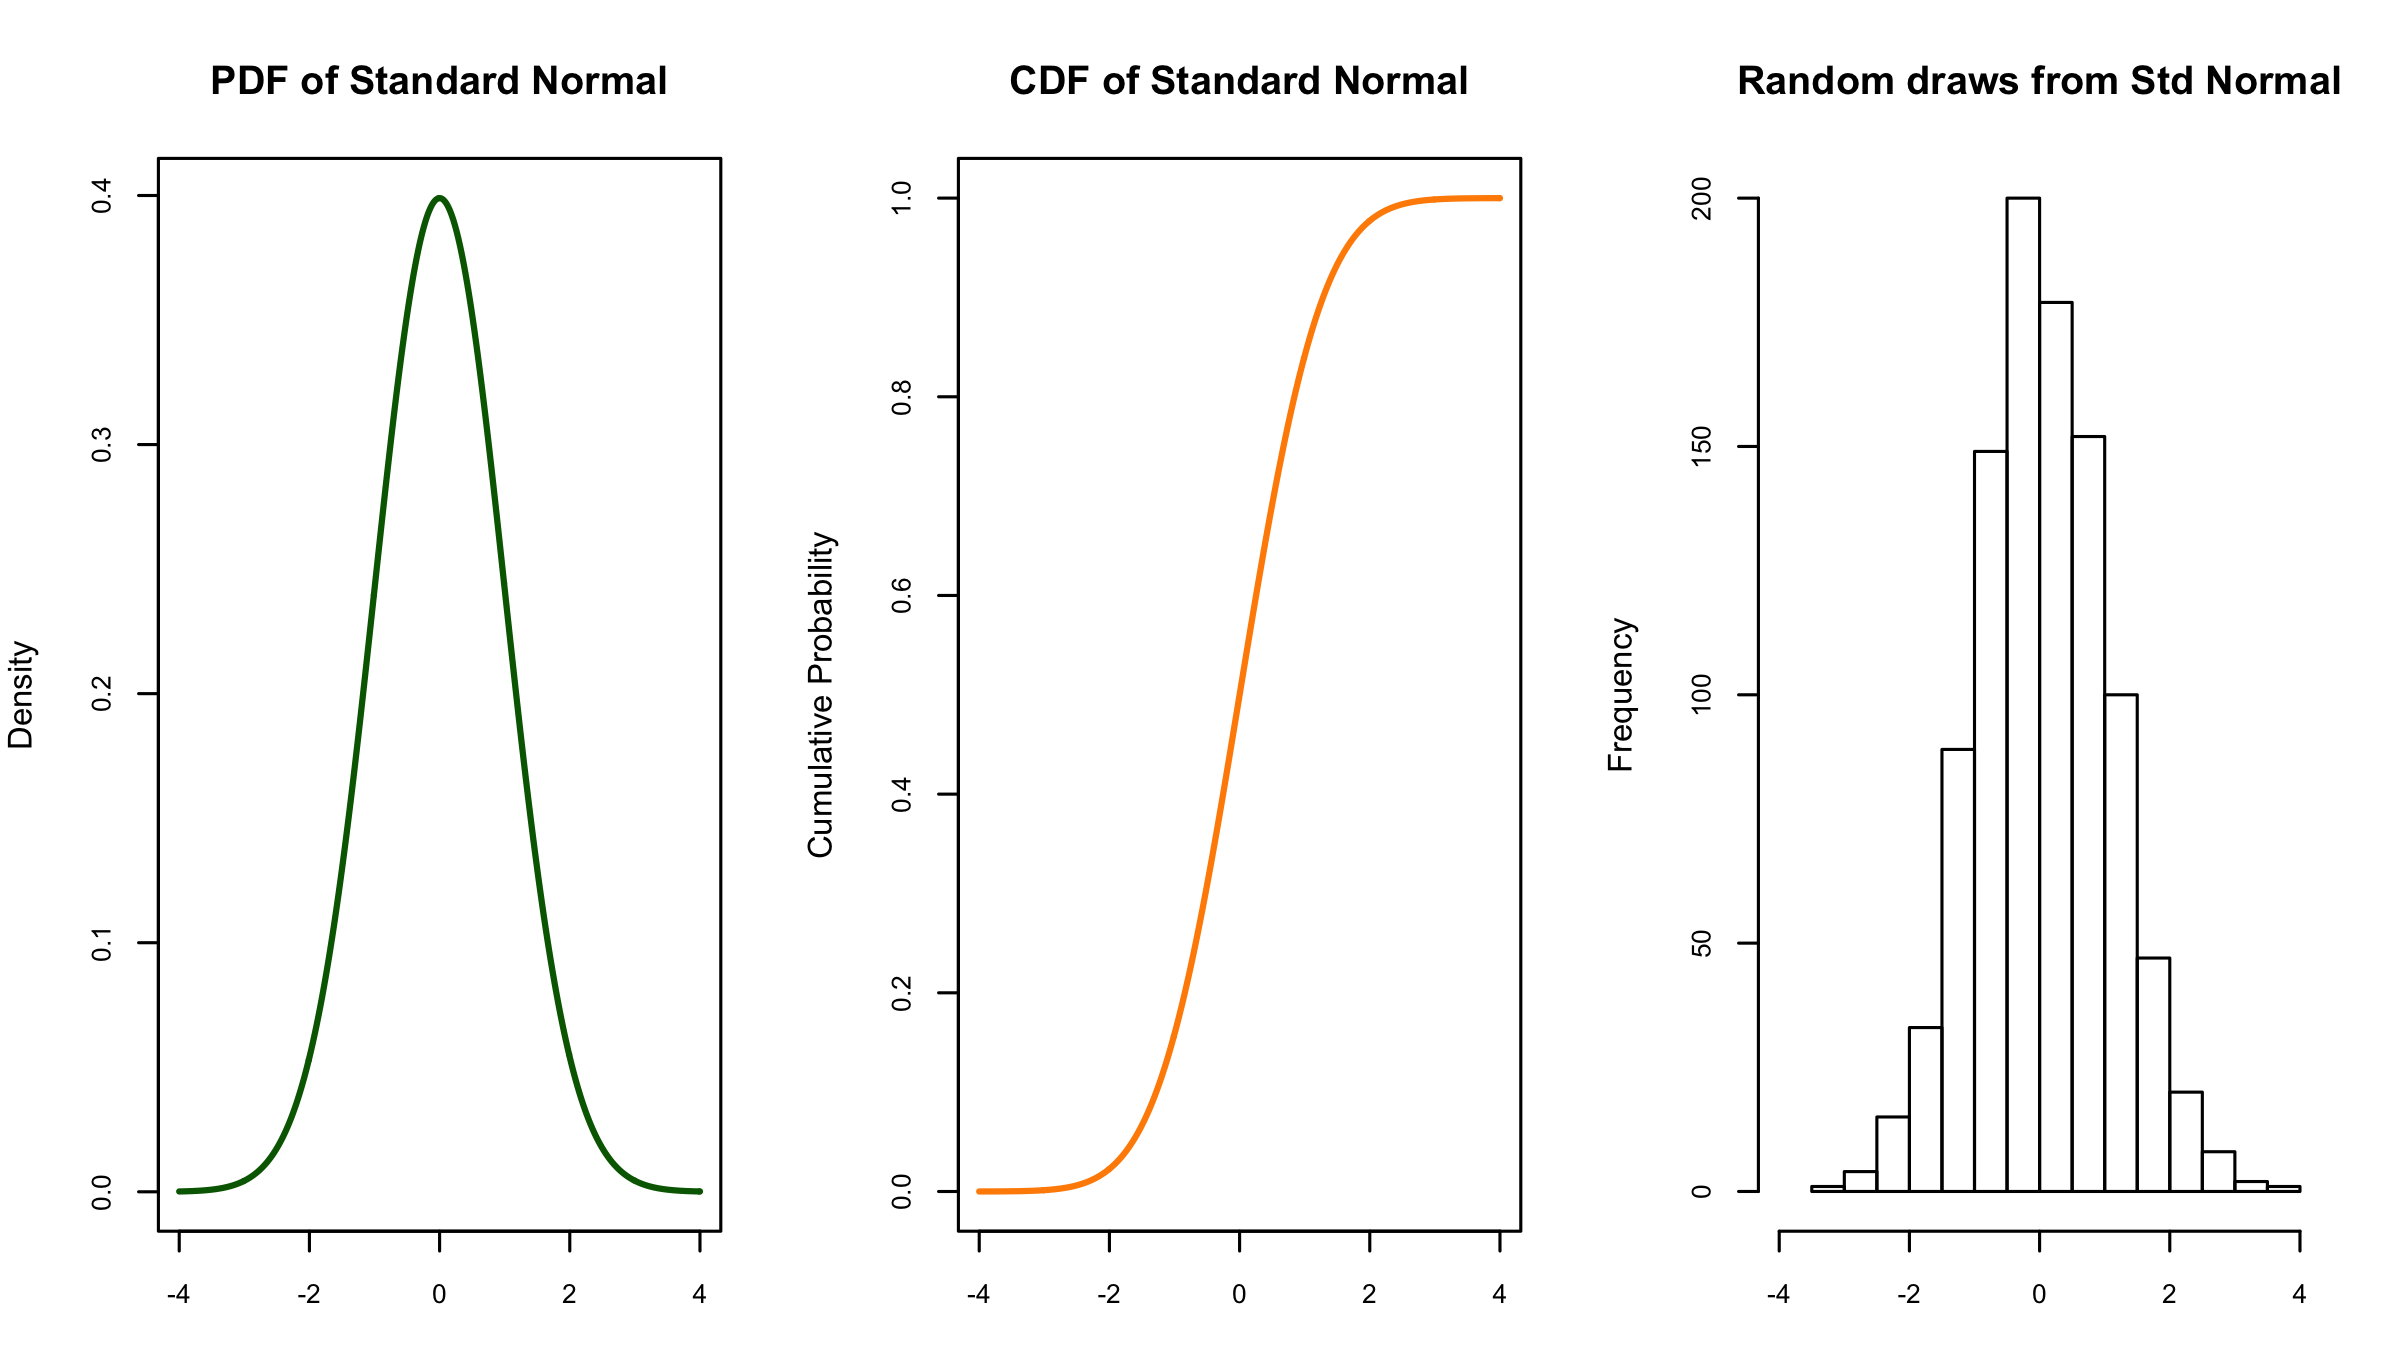 PDF of Standard Normal
Density
0.4
0.3
0.2
0.1
0.0
-4 -2 0 2 4
CDF of Standard Normal
Cumulative Probability
1.0
0.8
0.6
0.4
0.2
0.0
-4 -2 0 2 4
Random draws from Std Normal
Frequency
200
150
100
50
0
-4 -2 0 2 4